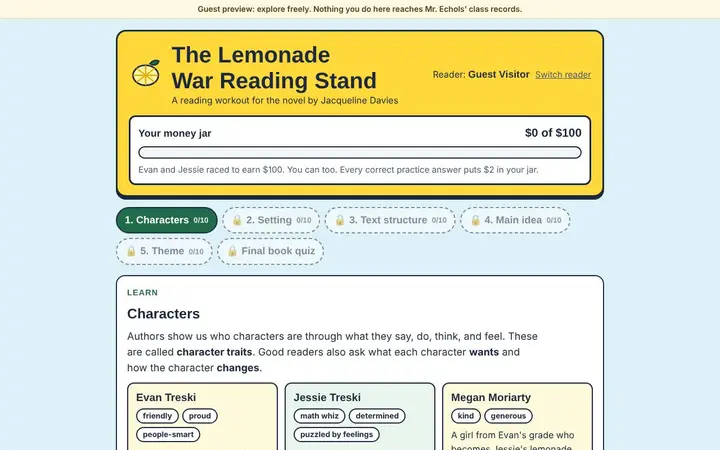 Guest preview: explore freely. Nothing you do here reaches Mr. Echols' class records.
The Lemonade
War Reading Stand
A reading workout for the novel by Jacqueline Davies
Reader: Guest Visitor Switch reader
Your money jar $0 of $100
Evan and Jessie raced to earn $100. You can too. Every correct practice answer puts $2 in your jar.
1. Characters 0/10 🔒 2. Setting 0/10 🔒 3. Text structure 0/10 🔒 4. Main idea 0/10
🔒 5. Theme 0/10 🔒 Final book quiz
LEARN
Characters
Authors show us who characters are through what they say, do, think, and feel. These
are called character traits. Good readers also ask what each character wants and
how the character changes.
Evan Treski
friendly proud
people-smart
Jessie Treski
math whiz determined
puzzled by feelings
Megan Moriarty
kind generous
A girl from Evan's grade who
becomes Jessie's lemonade